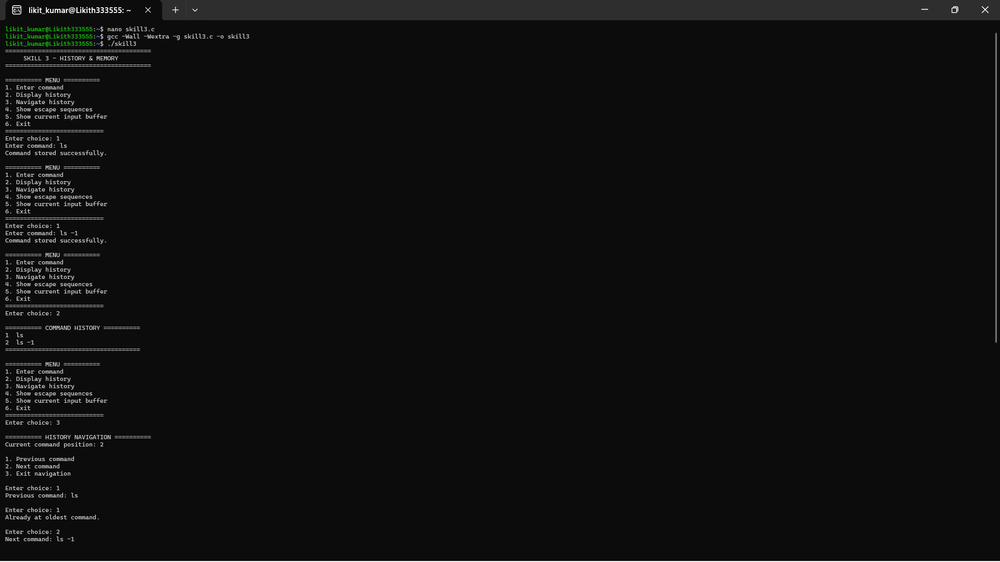 likit_kumar@Likith333555: ~
likit_kumar@Likith333555:~$ nano skill3.c
likit_kumar@Likith333555:~$ gcc -Wall -Wextra -g skill3.c -o skill3
likit_kumar@Likith333555:~$ ./skill3
========================================
     SKILL 3 - HISTORY & MEMORY
========================================

========== MENU ==========
1. Enter command
2. Display history
3. Navigate history
4. Show escape sequences
5. Show current input buffer
6. Exit
===========================
Enter choice: 1
Enter command: ls
Command stored successfully.

========== MENU ==========
1. Enter command
2. Display history
3. Navigate history
4. Show escape sequences
5. Show current input buffer
6. Exit
===========================
Enter choice: 1
Enter command: ls -1
Command stored successfully.

========== MENU ==========
1. Enter command
2. Display history
3. Navigate history
4. Show escape sequences
5. Show current input buffer
6. Exit
===========================
Enter choice: 2

========== COMMAND HISTORY ==========
1  ls
2  ls -1
=====================================

========== MENU ==========
1. Enter command
2. Display history
3. Navigate history
4. Show escape sequences
5. Show current input buffer
6. Exit
===========================
Enter choice: 3

========== HISTORY NAVIGATION ==========
Current command position: 2

1. Previous command
2. Next command
3. Exit navigation

Enter choice: 1
Previous command: ls

Enter choice: 1
Already at oldest command.

Enter choice: 2
Next command: ls -1